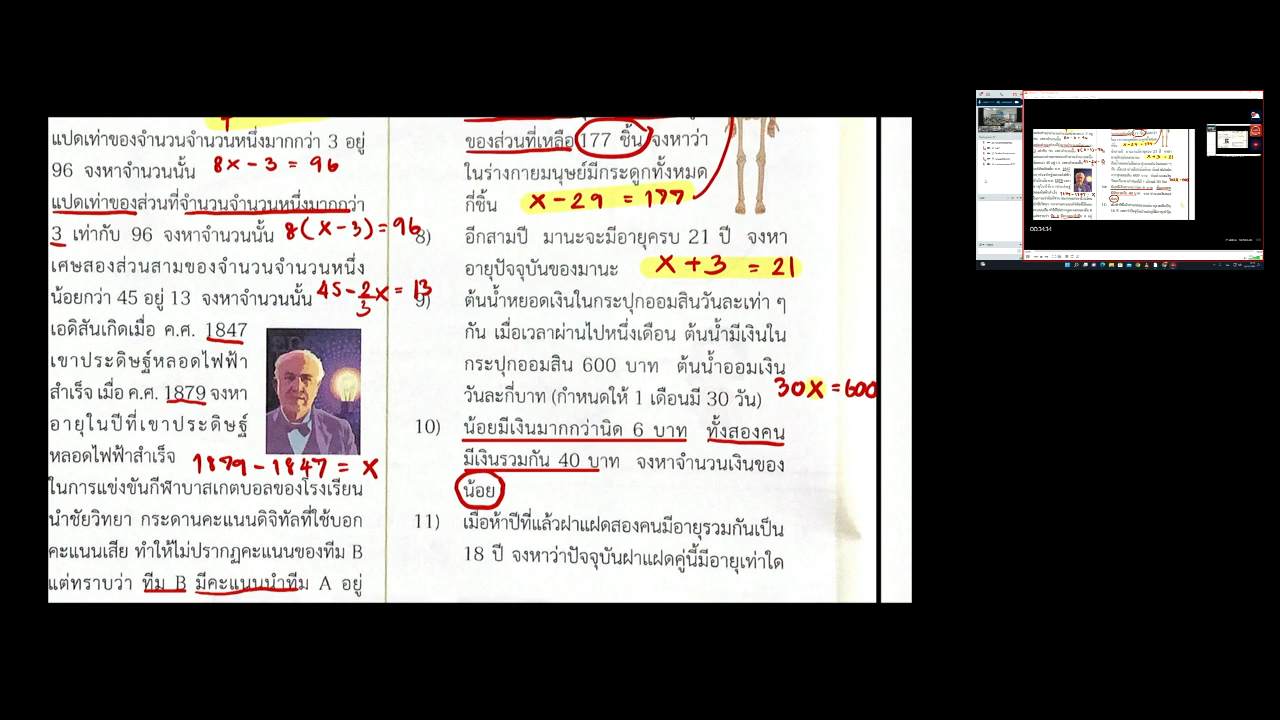 แปดเท่าของจำนวนจำนวนหนึ่งมากกว่า 3 อยู่
96 จงหาจำนวนนั้น 8x - 3 = 96
แปดเท่าของส่วนที่จำนวนจำนวนหนึ่งมากกว่า
3 เท่ากับ 96 จงหาจำนวนนั้น 8(x-3) = 96
เศษสองส่วนสามของจำนวนจำนวนหนึ่ง
น้อยกว่า 45 อยู่ 13 จงหาจำนวนนั้น 45 - 2/3 x = 13
เอดิสันเกิดเมื่อ ค.ศ. 1847
เขาประดิษฐ์หลอดไฟฟ้า
สำเร็จ เมื่อ ค.ศ. 1879 จงหา
อายุในปีที่เขาประดิษฐ์
หลอดไฟฟ้าสำเร็จ 1879 - 1847 = x
ในการแข่งขันกีฬาบาสเกตบอลของโรงเรียน
นำชัยวิทยา กระดานคะแนนดิจิทัลที่ใช้บอก
คะแนนเสีย ทำให้ไม่ปรากฏคะแนนของทีม B
แต่ทราบว่า ทีม B มีคะแนนนำทีม A อยู่
ของส่วนที่เหลือ 177 ชิ้น จงหาว่า
ในร่างกายมนุษย์มีกระดูกทั้งหมด
กี่ชิ้น x - 29 = 177
8) อีกสามปี มานะจะมีอายุครบ 21 ปี จงหา
อายุปัจจุบันของมานะ x + 3 = 21
9) ต้นน้ำหยอดเงินในกระปุกออมสินวันละเท่า ๆ
กัน เมื่อเวลาผ่านไปหนึ่งเดือน ต้นน้ำมีเงินใน
กระปุกออมสิน 600 บาท ต้นน้ำออมเงิน
วันละกี่บาท (กำหนดให้ 1 เดือนมี 30 วัน) 30x = 600
10) น้อยมีเงินมากกว่านิด 6 บาท ทั้งสองคน
มีเงินรวมกัน 40 บาท จงหาจำนวนเงินของ
น้อย
11) เมื่อห้าปีที่แล้วฝาแฝดสองคนมีอายุรวมกันเป็น
18 ปี จงหาว่าปัจจุบันฝาแฝดคู่นี้มีอายุเท่าใด